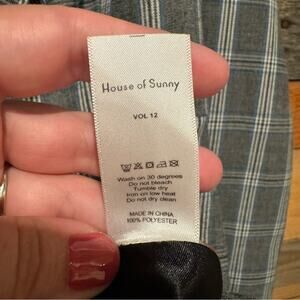 House of Sunny
VOL 12
Wash on 30 degrees
Do not bleach
Tumble dry
Iron on low heat
Do not dry clean
MADE IN CHINA
100% POLYESTER